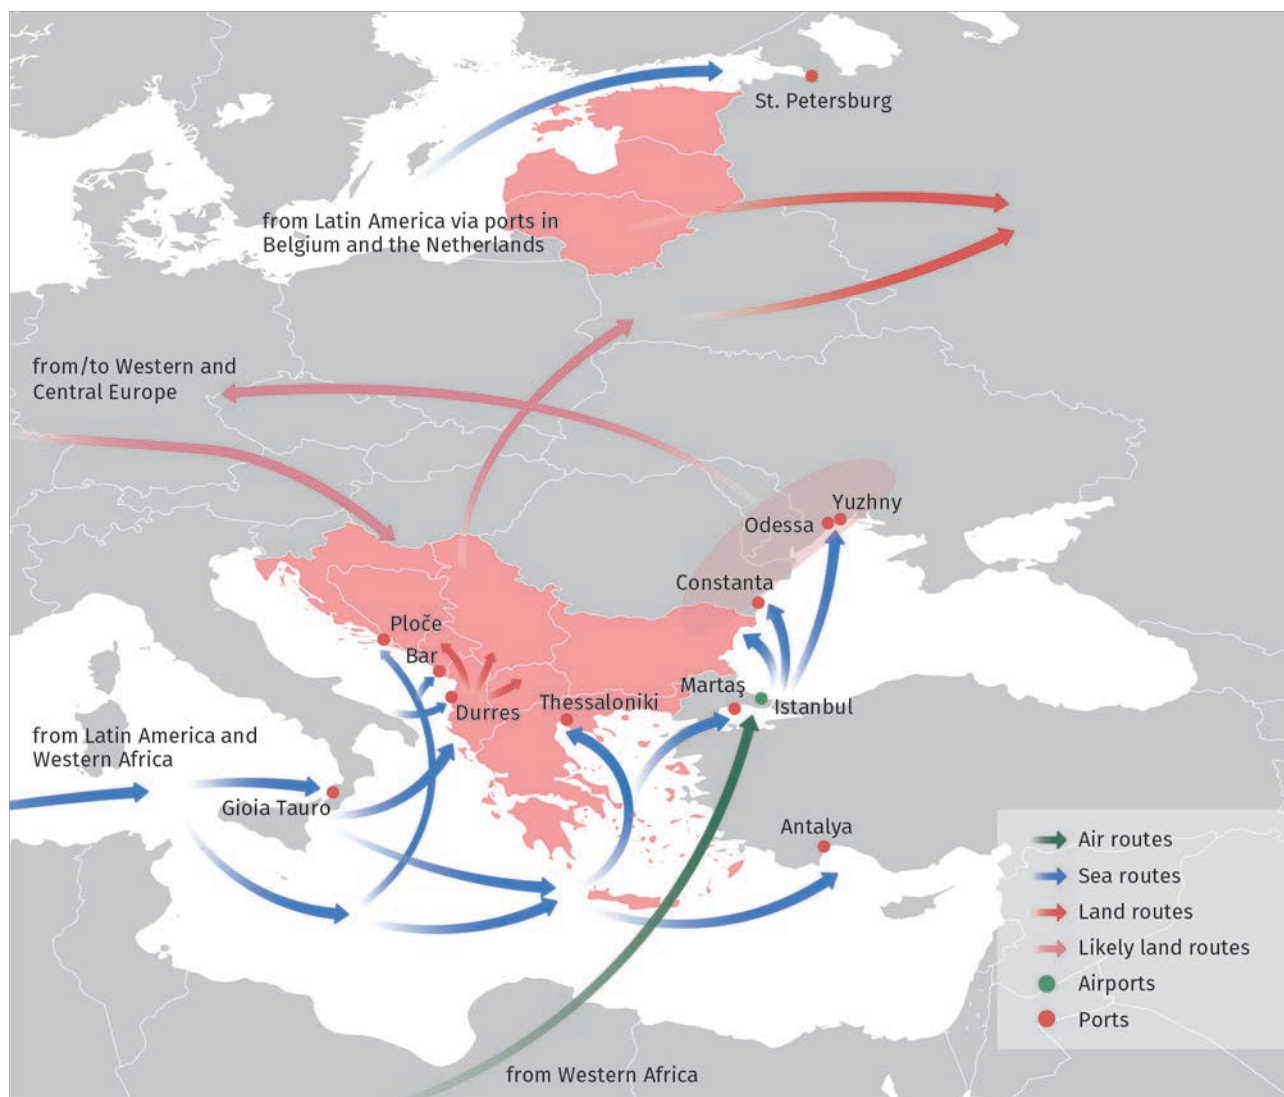 St. Petersburg
from Latin America via ports in
Belgium and the Netherlands
from/to Western and
Central Europe
Yuzhny
Odessa
Constanta
Ploče
Bar
Martaş
Thessaloniki
Istanbul
Durres
from Latin America and
Western Africa
Gioia Tauro
Antalya
Air routes
Sea routes
Land routes
Likely land routes
Airports
Ports
from Western Africa